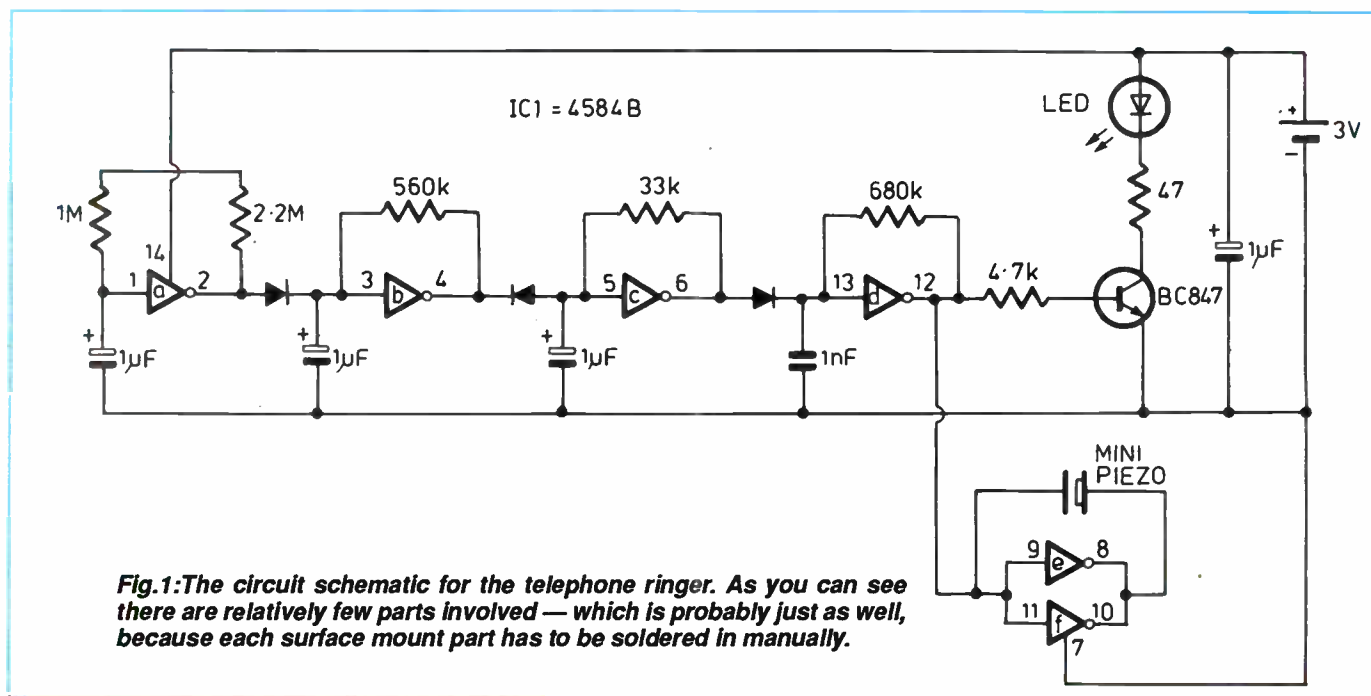 IC1 = 4584B
LED
+
3V
-
1M
2·2M
560k
33k
680k
47
14
1
a
2
3
b
4
5
c
6
13
d
12
4·7k
BC847
+
1µF
+
1µF
+
1µF
+
1µF
1nF
MINI
PIEZO
9
e
8
11
f
10
7
Fig.1:The circuit schematic for the telephone ringer. As you can see
there are relatively few parts involved — which is probably just as well,
because each surface mount part has to be soldered in manually.